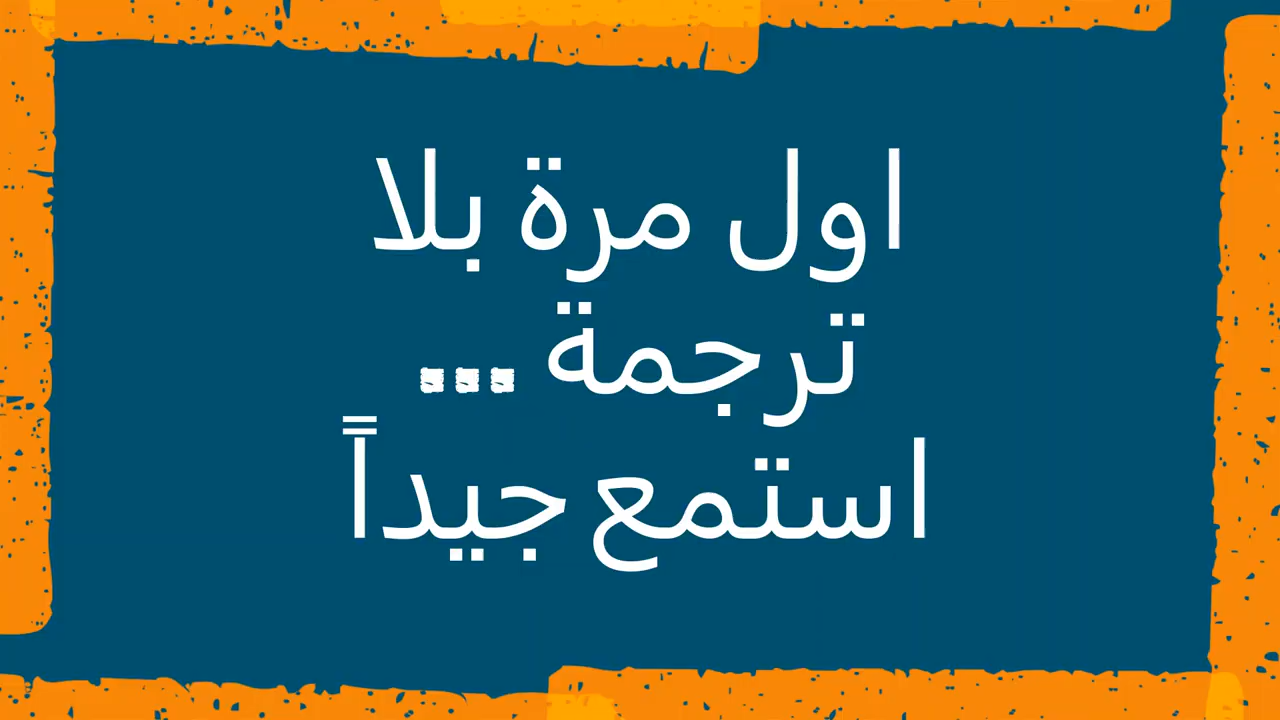 اول مرة بلا
ترجمة ...
استمع جيداً